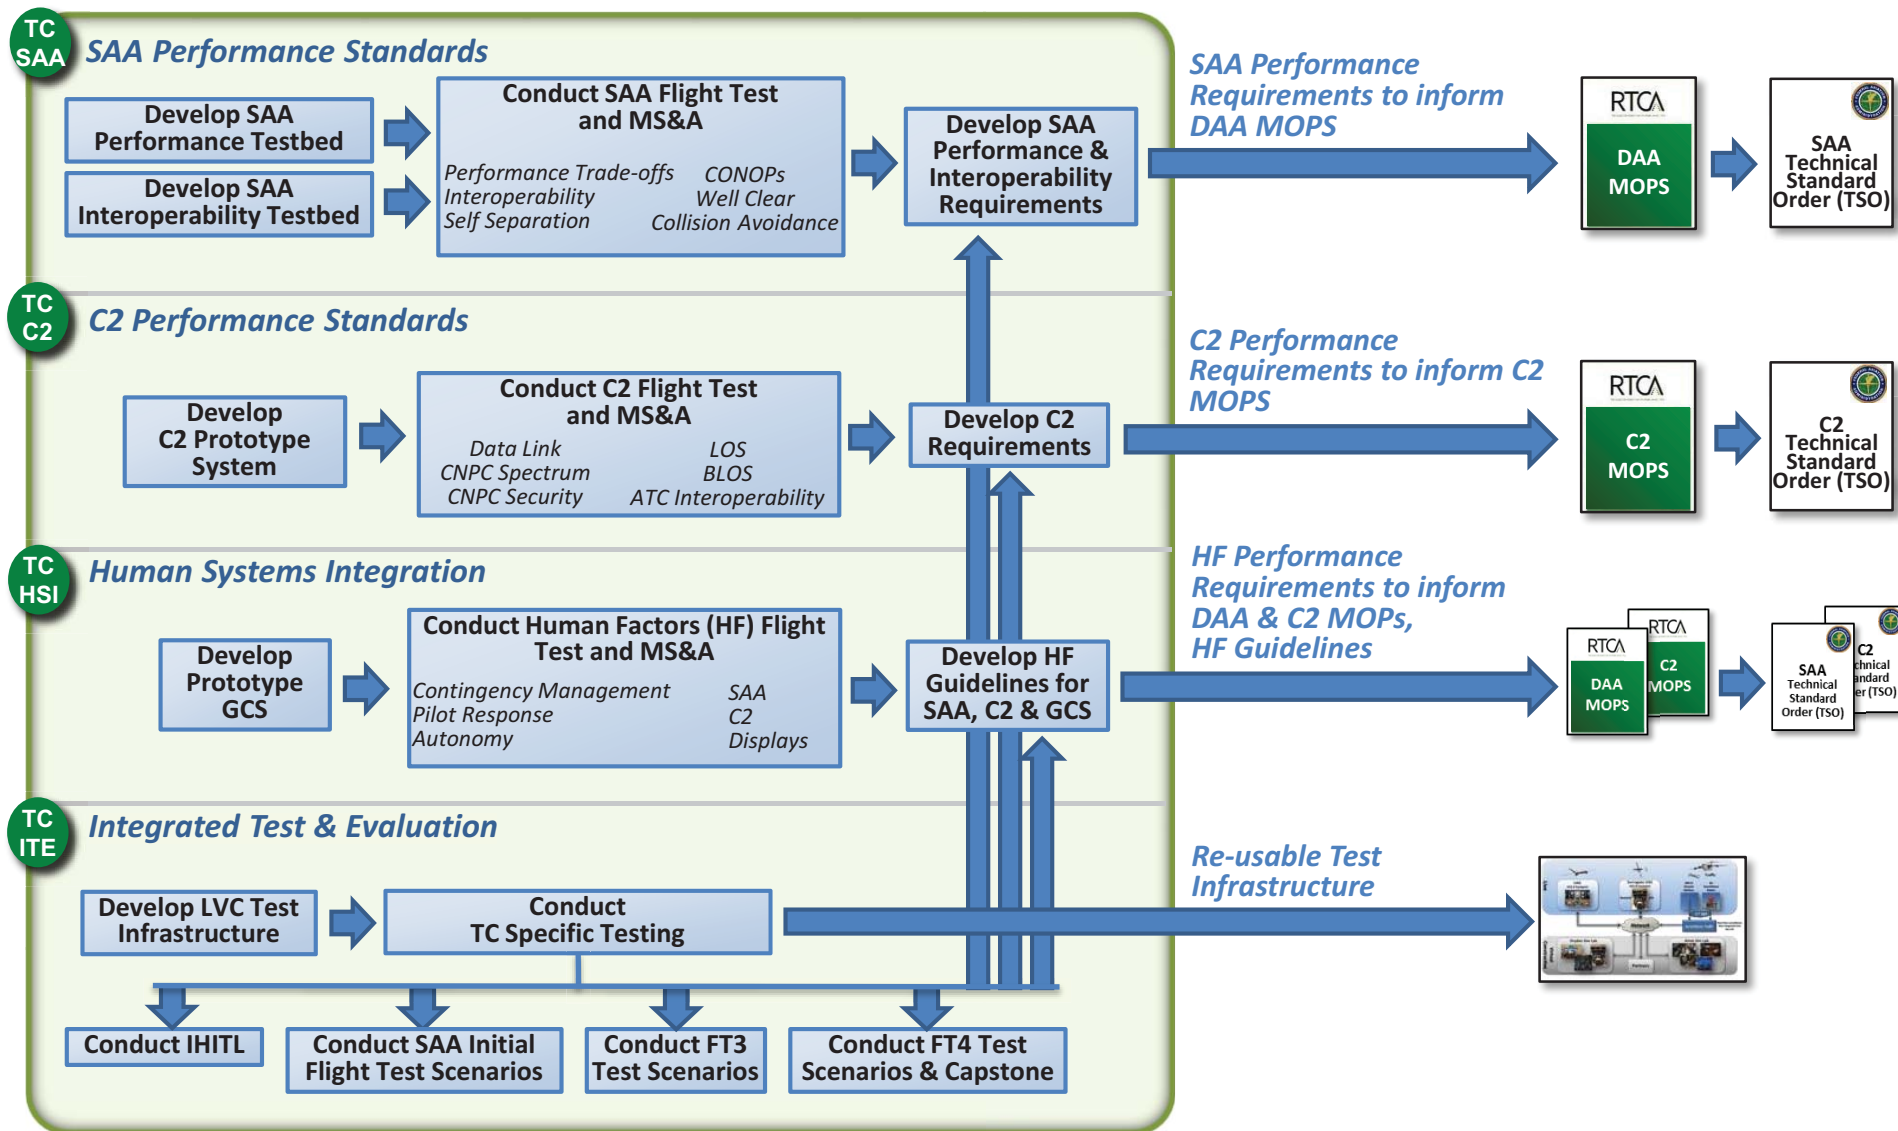 TC
SAA
SAA Performance Standards
Develop SAA
Performance Testbed
Develop SAA
Interoperability Testbed
Conduct SAA Flight Test
and MS&A
Performance Trade-offs
Interoperability
Self Separation
CONOPs
Well Clear
Collision Avoidance
Develop SAA
Performance &
Interoperability
Requirements
SAA Performance
Requirements to inform
DAA MOPS
RTCA
DAA
MOPS
SAA
Technical
Standard
Order (TSO)
TC
C2
C2 Performance Standards
Develop
C2 Prototype
System
Conduct C2 Flight Test
and MS&A
Data Link
CNPC Spectrum
CNPC Security
LOS
BLOS
ATC Interoperability
Develop C2
Requirements
C2 Performance
Requirements to inform C2
MOPS
RTCA
C2
MOPS
C2
Technical
Standard
Order (TSO)
TC
HSI
Human Systems Integration
Develop
Prototype
GCS
Conduct Human Factors (HF) Flight
Test and MS&A
Contingency Management
Pilot Response
Autonomy
SAA
C2
Displays
Develop HF
Guidelines for
SAA, C2 & GCS
HF Performance
Requirements to inform
DAA & C2 MOPs,
HF Guidelines
RTCA
DAA
MOPS
RTCA
C2
MOPS
SAA
Technical
Standard
Order (TSO)
C2
chnical
andard
er (TSO)
TC
ITE
Integrated Test & Evaluation
Develop LVC Test
Infrastructure
Conduct
TC Specific Testing
Re-usable Test
Infrastructure
Network
Partners
Conduct IHITL
Conduct SAA Initial
Flight Test Scenarios
Conduct FT3
Test Scenarios
Conduct FT4 Test
Scenarios & Capstone